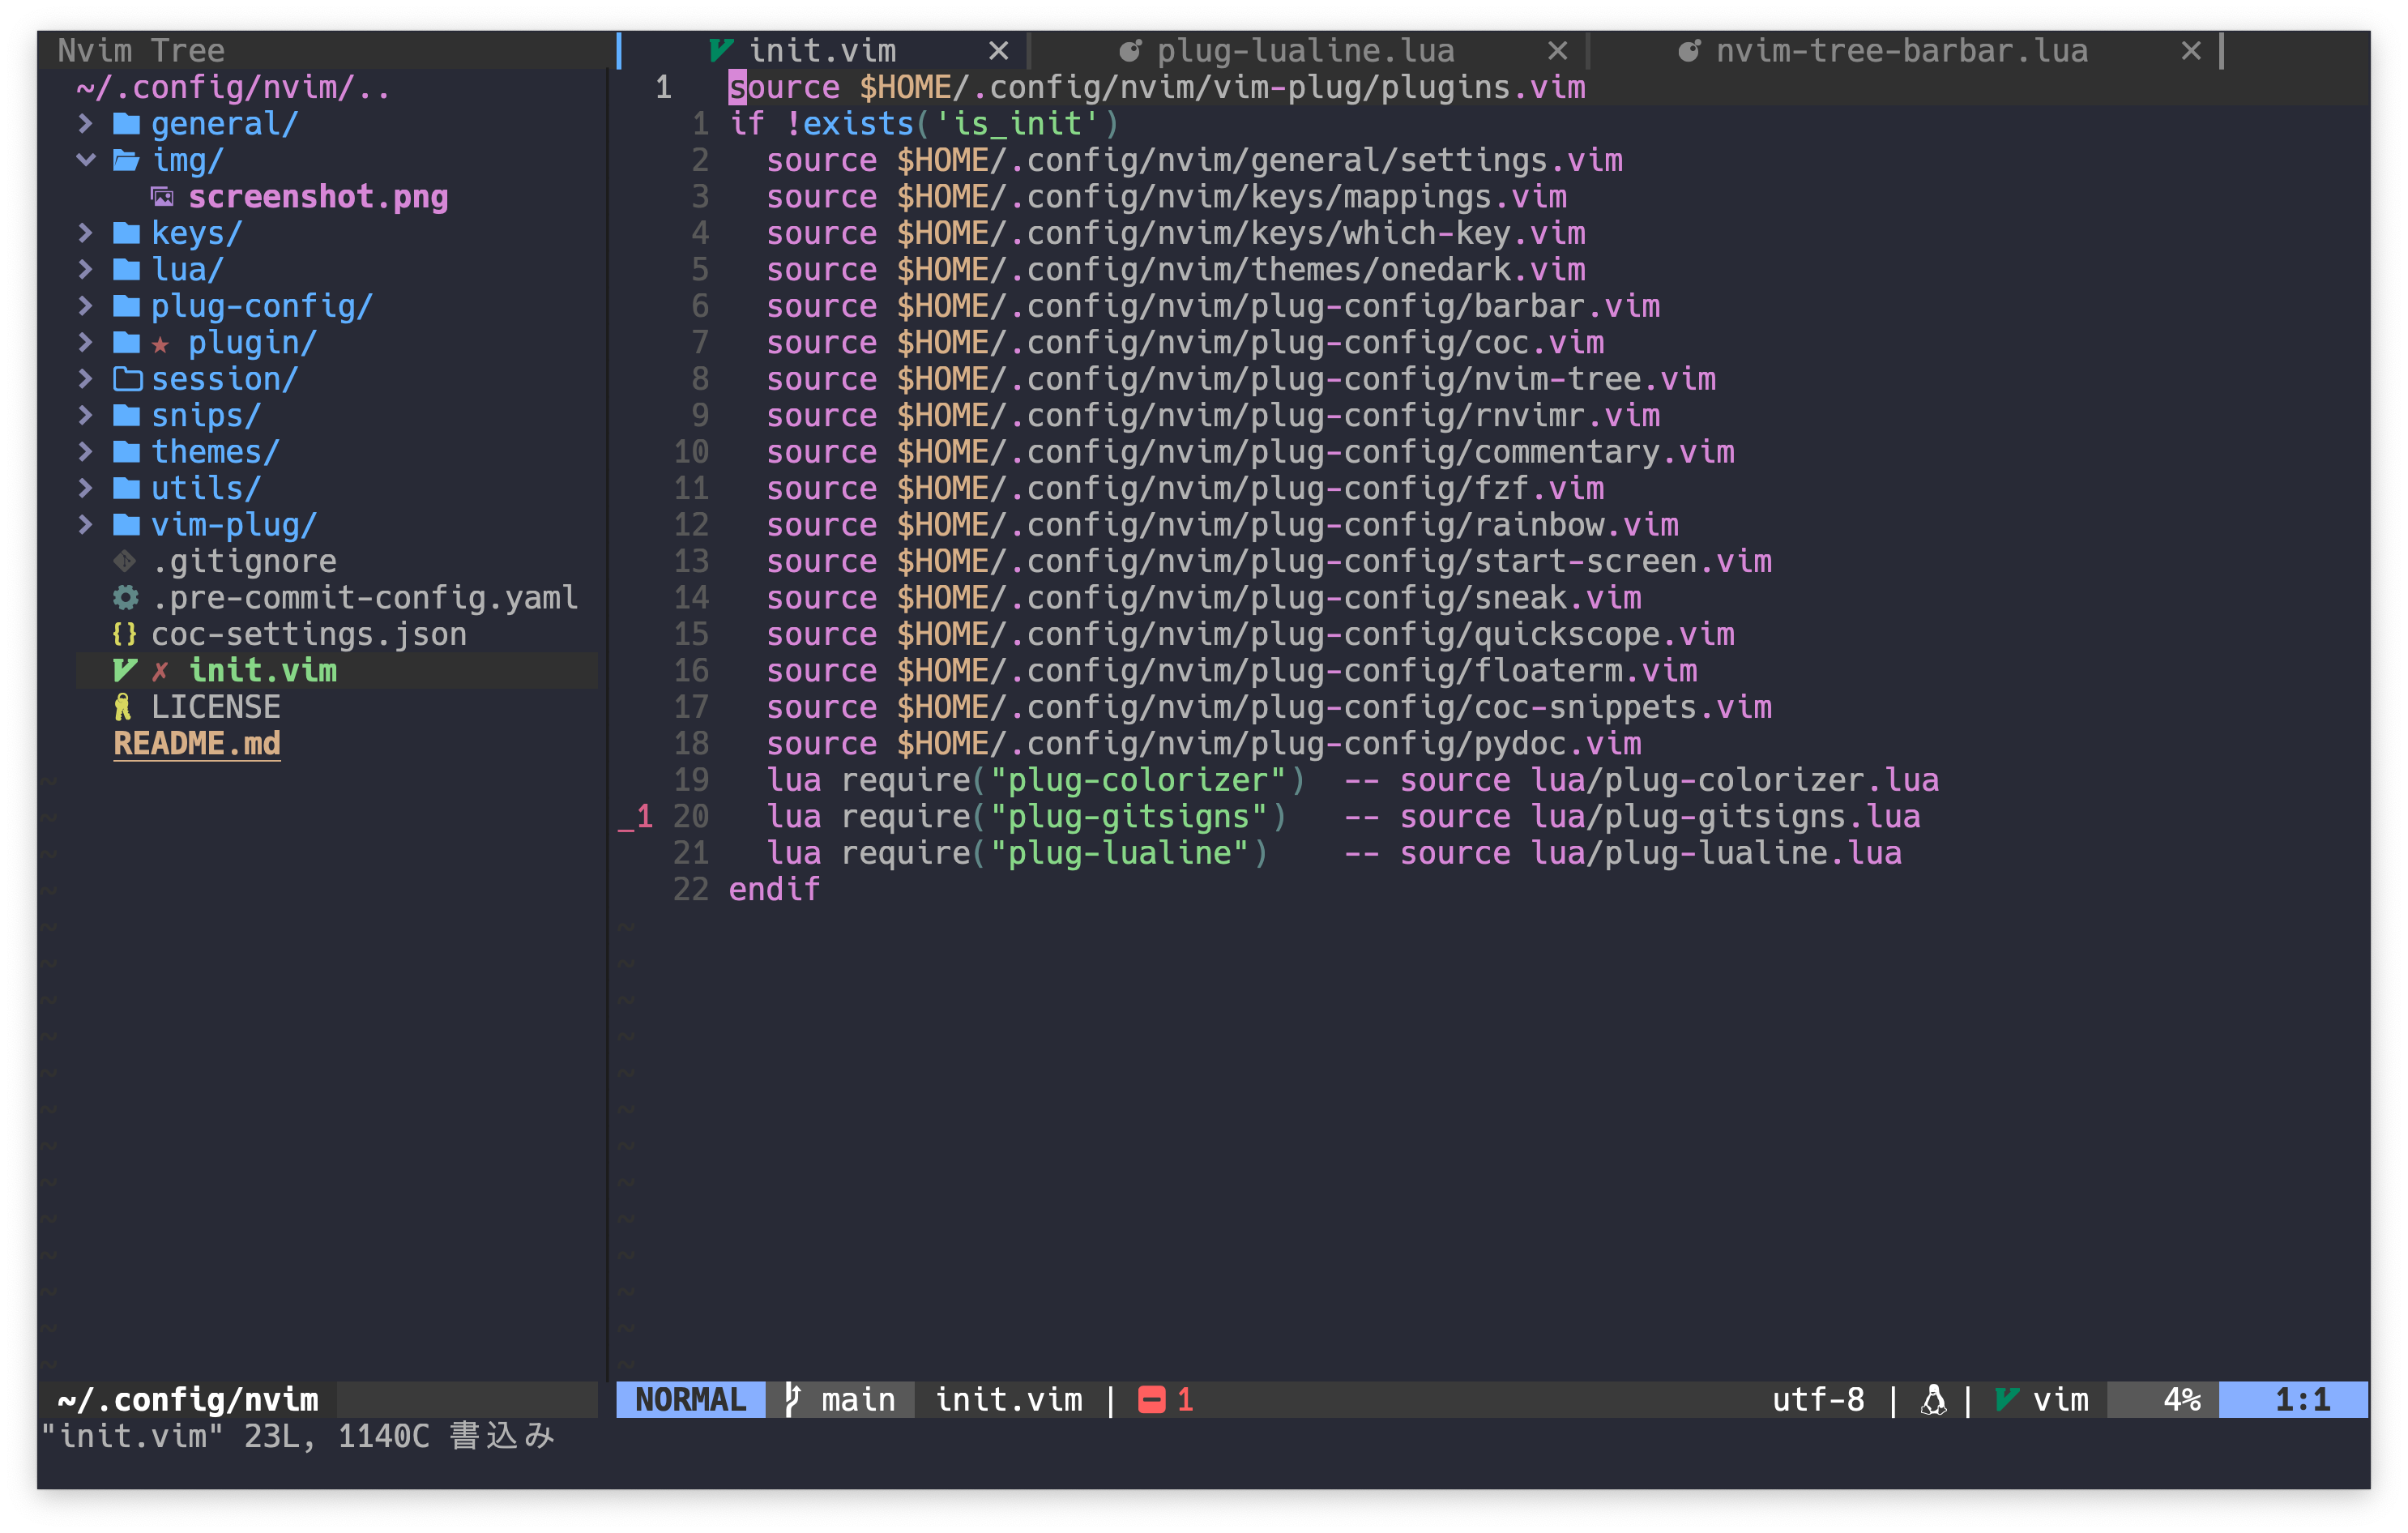 Nvim Tree
~/.config/nvim/..
general/
img/
screenshot.png
keys/
lua/
plug-config/
★ plugin/
session/
snips/
themes/
utils/
vim-plug/
.gitignore
.pre-commit-config.yaml
{} coc-settings.json
✗ init.vim
LICENSE
README.md
~/.config/nvim
init.vim ✕ plug-lualine.lua ✕ nvim-tree-barbar.lua ✕
1 source $HOME/.config/nvim/vim-plug/plugins.vim
1 if !exists('is_init')
2 source $HOME/.config/nvim/general/settings.vim
3 source $HOME/.config/nvim/keys/mappings.vim
4 source $HOME/.config/nvim/keys/which-key.vim
5 source $HOME/.config/nvim/themes/onedark.vim
6 source $HOME/.config/nvim/plug-config/barbar.vim
7 source $HOME/.config/nvim/plug-config/coc.vim
8 source $HOME/.config/nvim/plug-config/nvim-tree.vim
9 source $HOME/.config/nvim/plug-config/rnvimr.vim
10 source $HOME/.config/nvim/plug-config/commentary.vim
11 source $HOME/.config/nvim/plug-config/fzf.vim
12 source $HOME/.config/nvim/plug-config/rainbow.vim
13 source $HOME/.config/nvim/plug-config/start-screen.vim
14 source $HOME/.config/nvim/plug-config/sneak.vim
15 source $HOME/.config/nvim/plug-config/quickscope.vim
16 source $HOME/.config/nvim/plug-config/floaterm.vim
17 source $HOME/.config/nvim/plug-config/coc-snippets.vim
18 source $HOME/.config/nvim/plug-config/pydoc.vim
19 lua require("plug-colorizer") -- source lua/plug-colorizer.lua
_1 20 lua require("plug-gitsigns") -- source lua/plug-gitsigns.lua
21 lua require("plug-lualine") -- source lua/plug-lualine.lua
22 endif
NORMAL main init.vim | 1 utf-8 | | vim 4% 1:1
"init.vim" 23L, 1140C 書込み